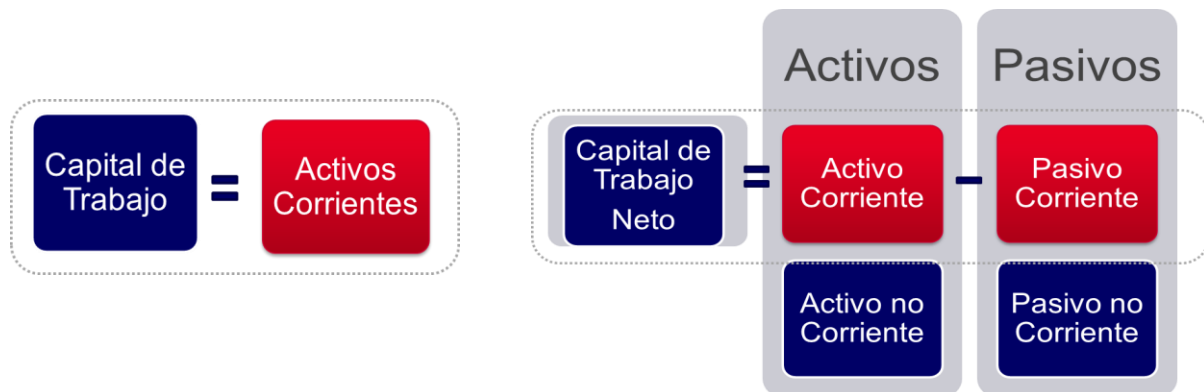 Capital de
Trabajo
=
Activos
Corrientes
Activos
Pasivos
Capital de
Trabajo
Neto
=
Activo
Corriente
–
Pasivo
Corriente
Activo no
Corriente
Pasivo no
Corriente